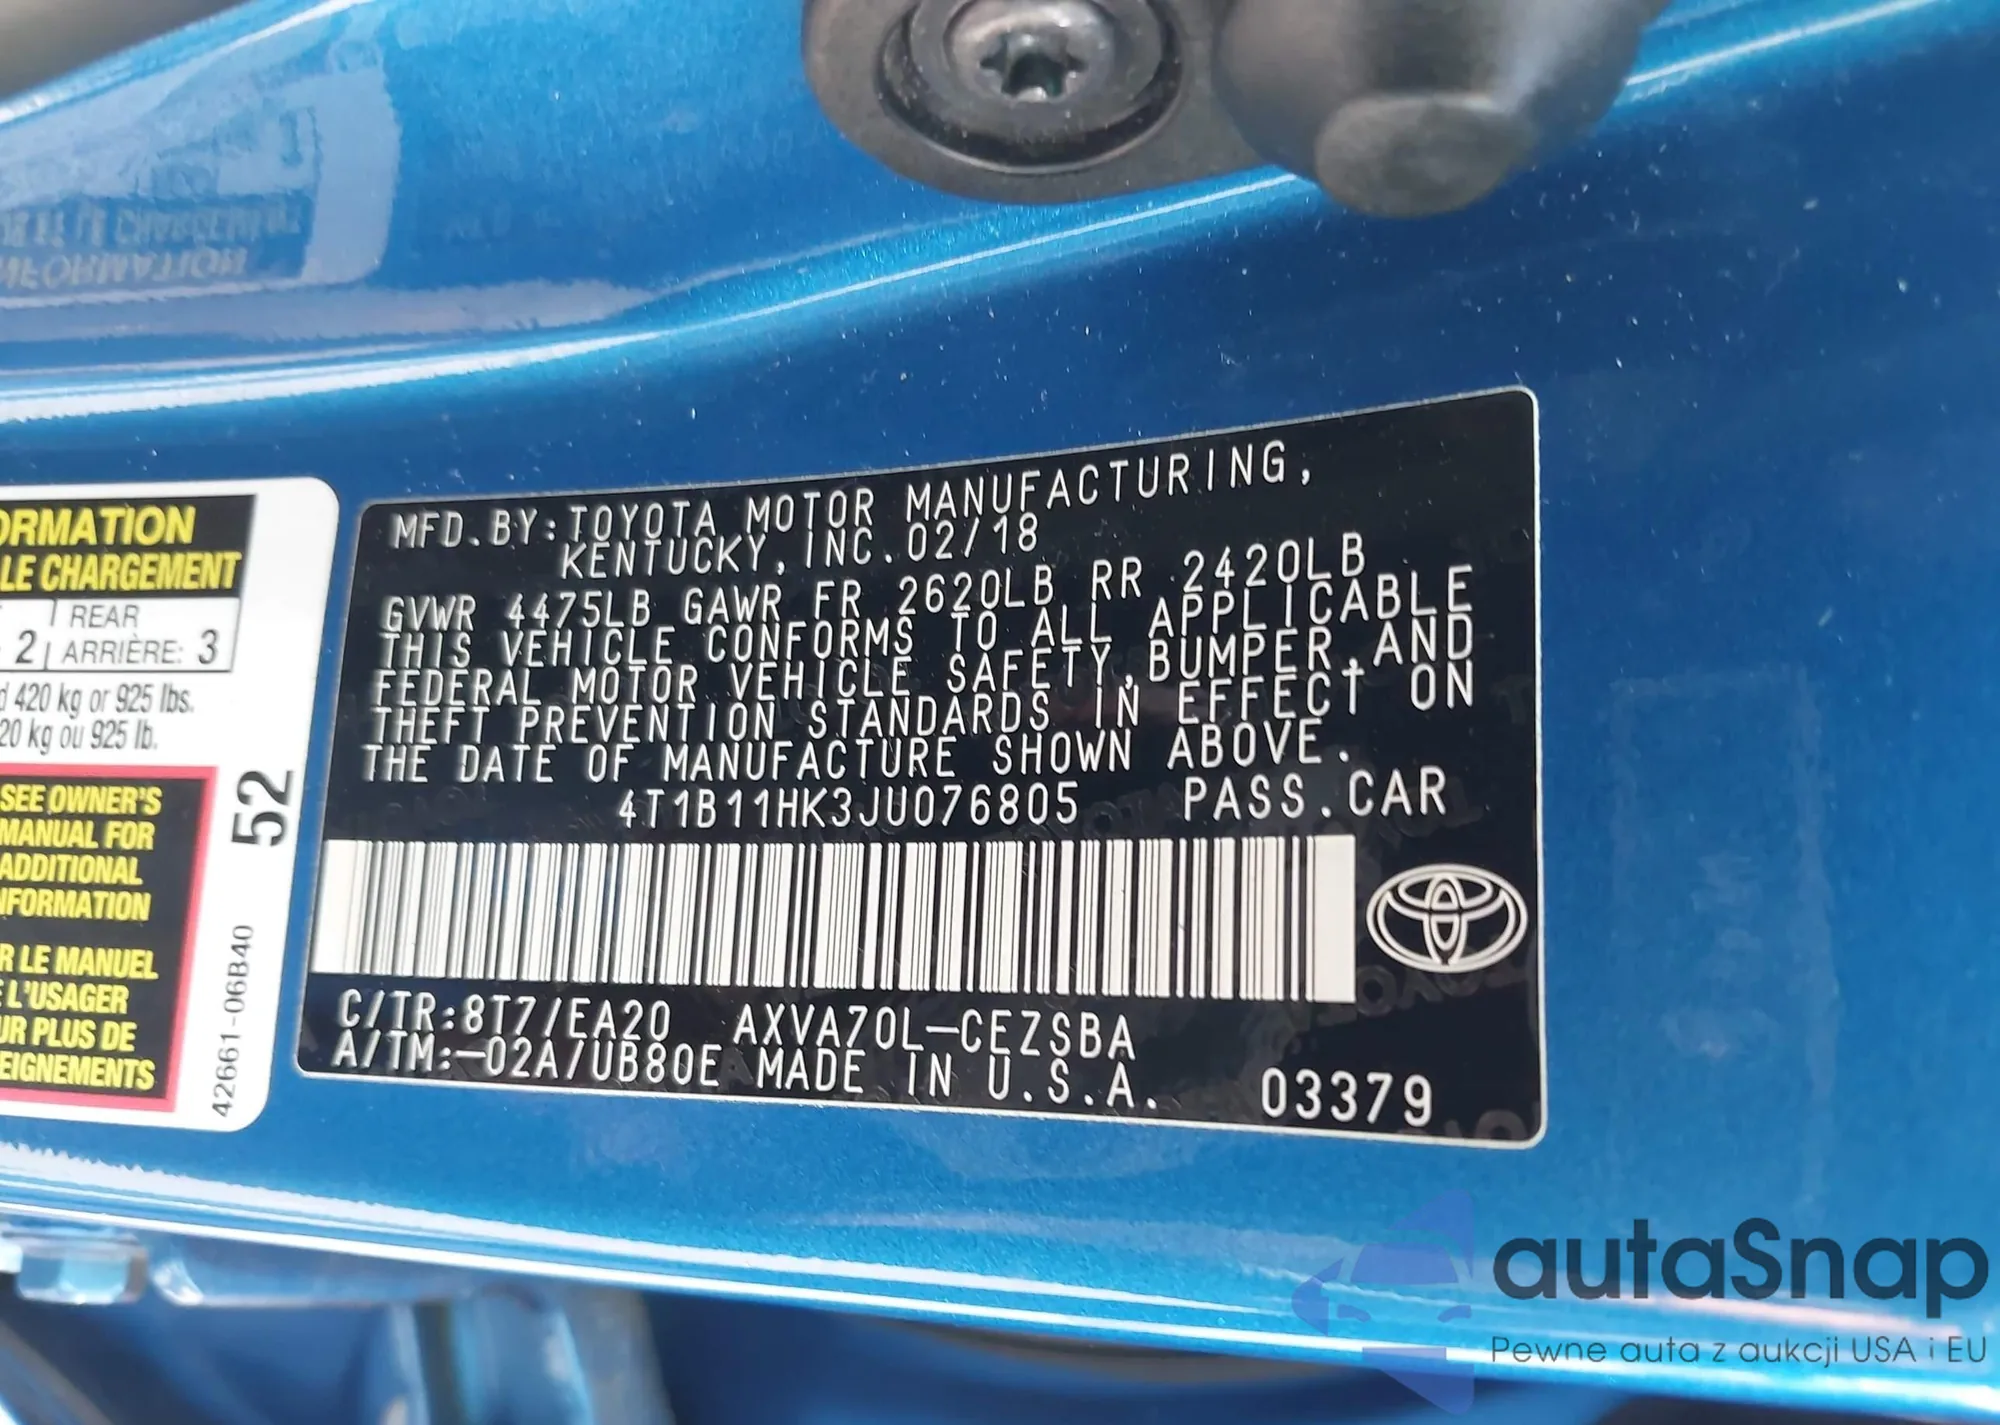 MFD. BY: TOYOTA MOTOR MANUFACTURING,
KENTUCKY, INC. 02/18
GVWR 4475LB GAWR FR 2620LB RR 2420LB
THIS VEHICLE CONFORMS TO ALL APPLICABLE
FEDERAL MOTOR VEHICLE SAFETY, BUMPER, AND
THEFT PREVENTION STANDARDS IN EFFECT ON
THE DATE OF MANUFACTURE SHOWN ABOVE.
4T1B11HK3JU076805 PASS. CAR
C/TR: 8T7/EA20 AXVA70L-CEZSBA
A/TM: -02A/UB80E MADE IN U.S.A. 03379
ORMATION
LE CHARGEMENT
2 REAR
ARRIÈRE: 3
d 420 kg or 925 lbs.
20 kg ou 925 lb.
SEE OWNER'S
MANUAL FOR
ADDITIONAL
NFORMATION
R LE MANUEL
L'USAGER
UR PLUS DE
EIGNEMENTS
52
42661-06B40
autaSnap
Pewne auta z aukcji USA i EU